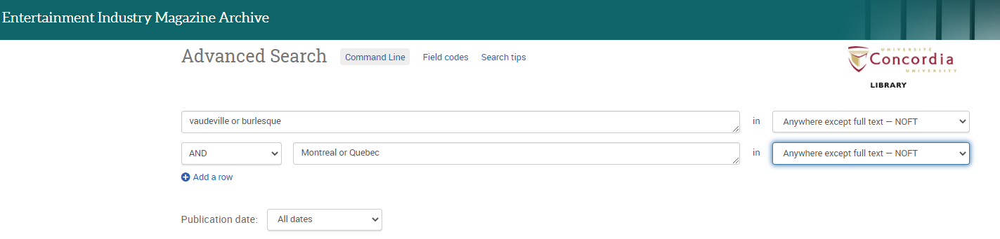 Entertainment Industry Magazine Archive
Advanced Search Command Line Field codes Search tips
UNIVERSITÉ
Concordia
UNIVERSITY
LIBRARY
vaudeville or burlesque in Anywhere except full text — NOFT
AND Montreal or Quebec in Anywhere except full text — NOFT
Add a row
Publication date: All dates